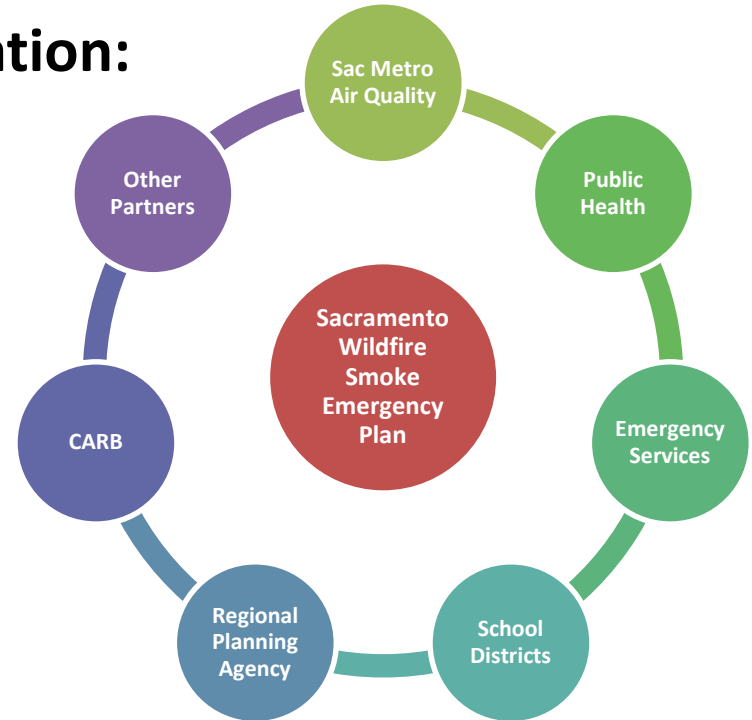 ation:
Sac Metro
Air Quality
Public
Health
Emergency
Services
School
Districts
Regional
Planning
Agency
CARB
Other
Partners
Sacramento
Wildfire
Smoke
Emergency
Plan